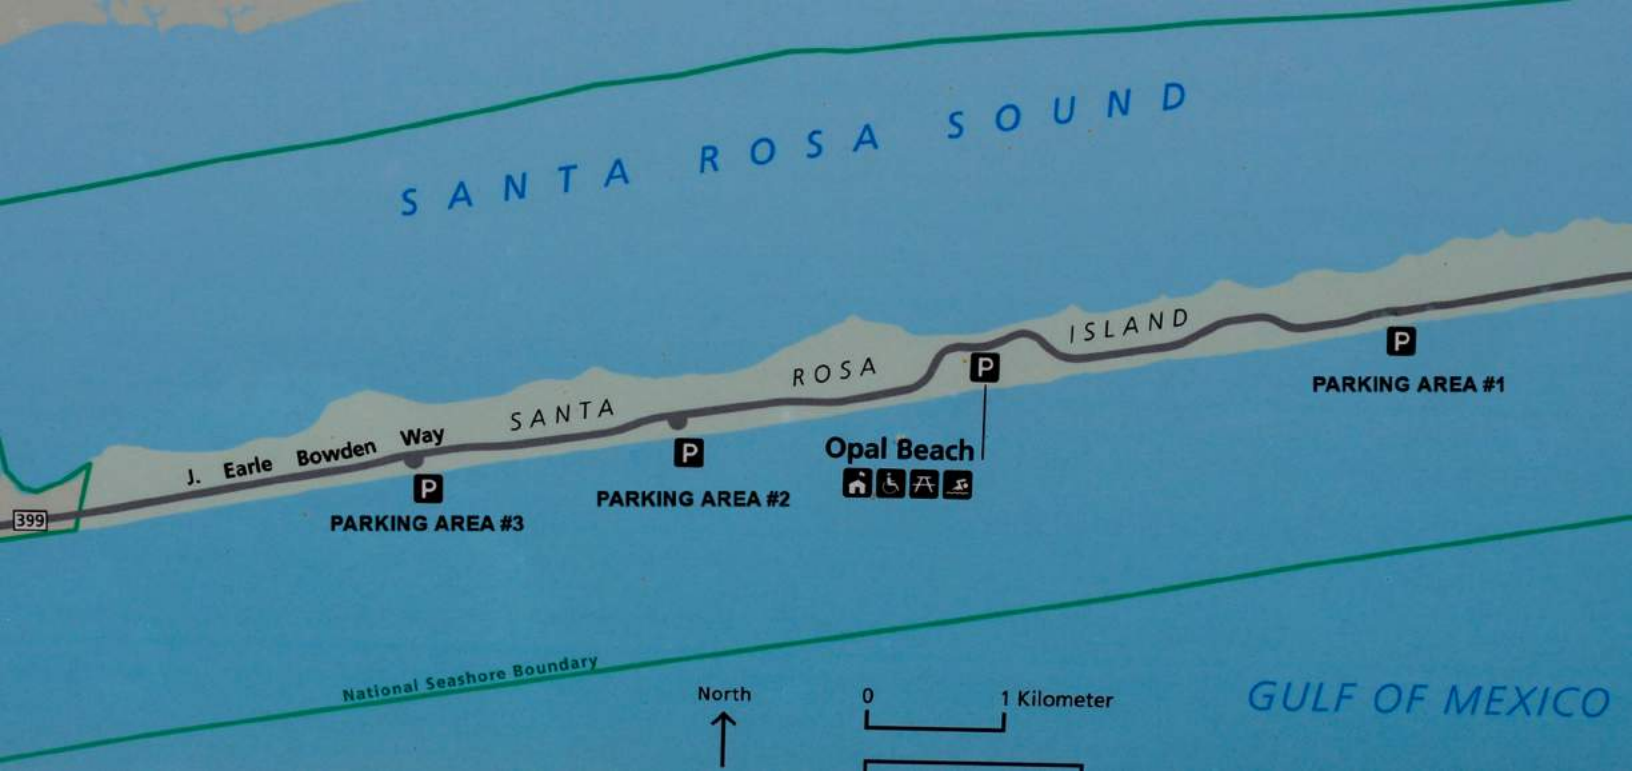 SANTA ROSA SOUND
SANTA ROSA ISLAND
J. Earle Bowden Way
399
P
PARKING AREA #3
P
PARKING AREA #2
P
Opal Beach
P
PARKING AREA #1
National Seashore Boundary
North
0 1 Kilometer
GULF OF MEXICO